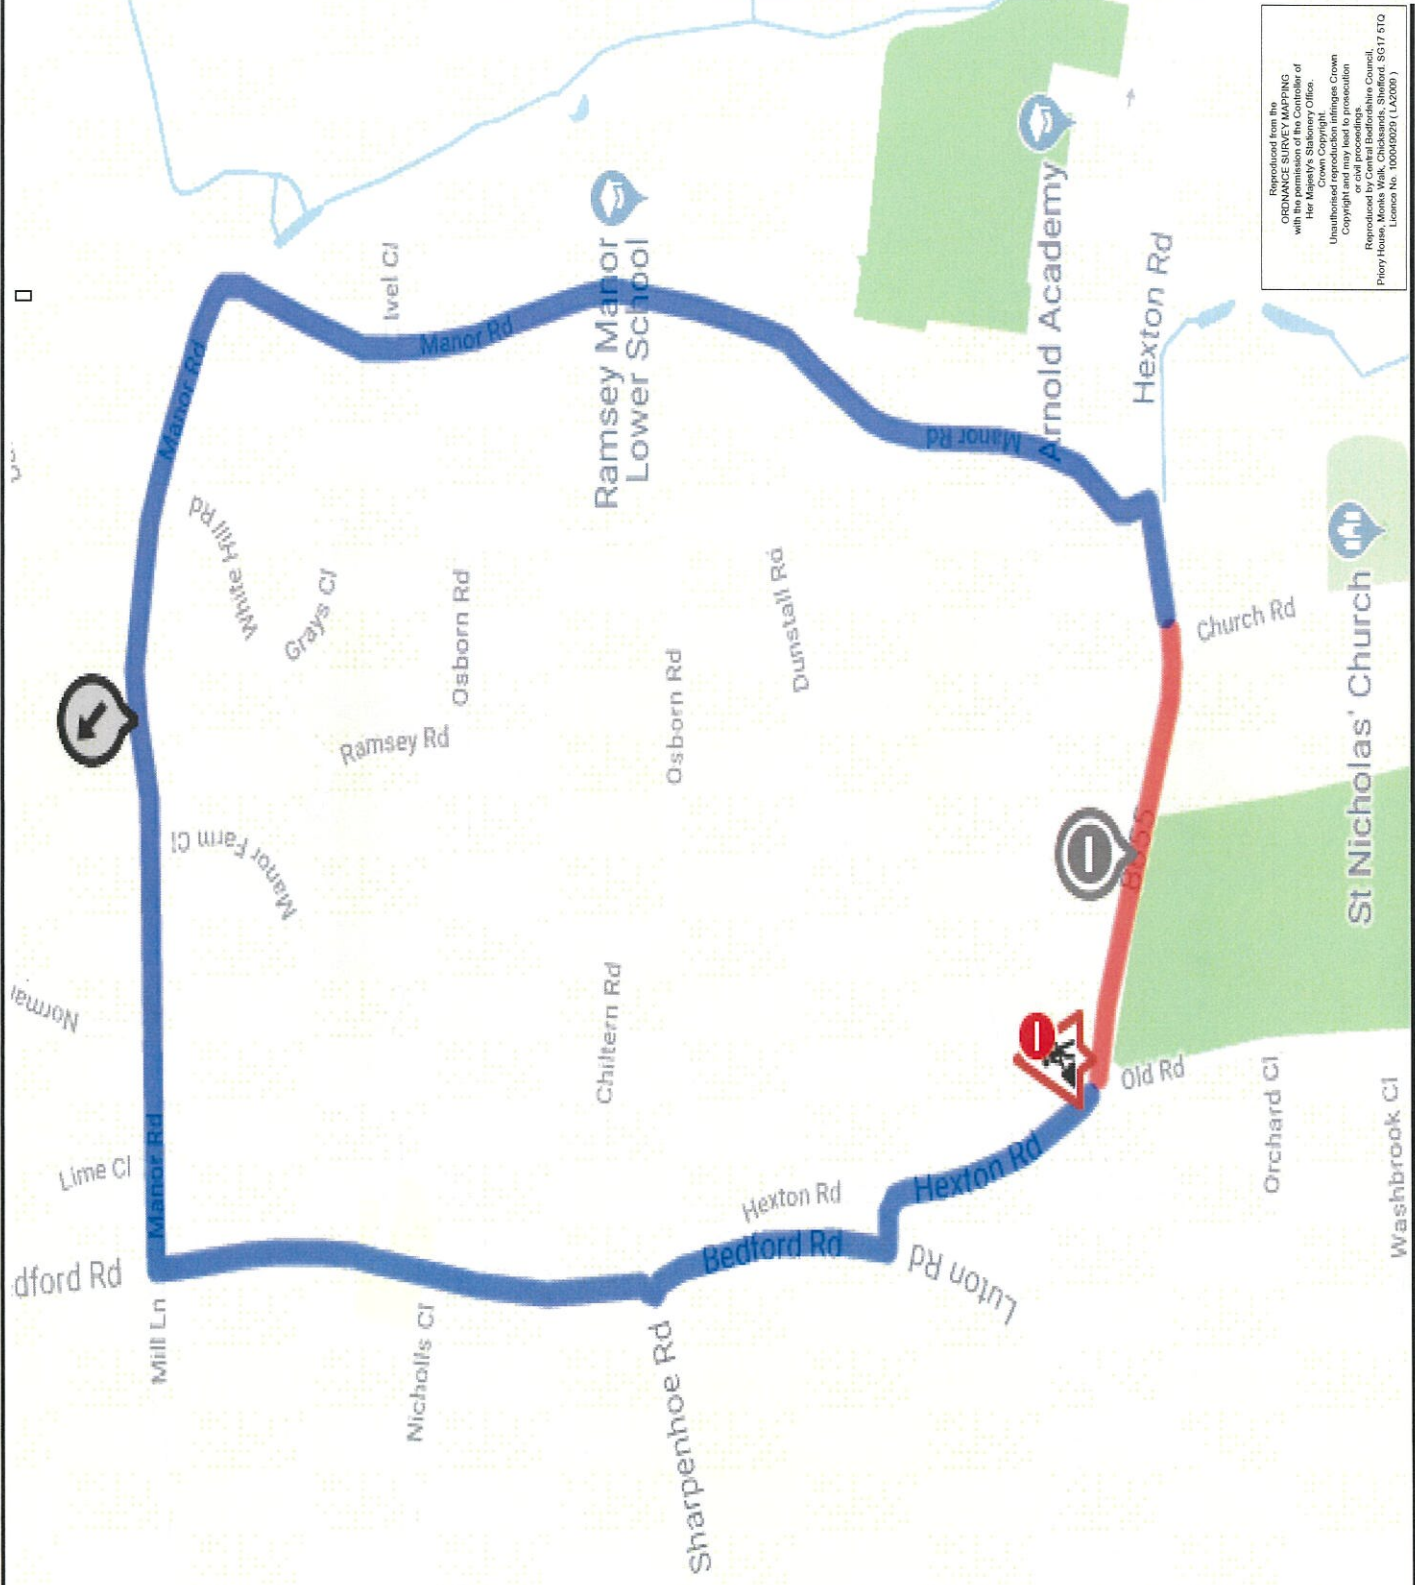 Reproduced from the
ORDNANCE SURVEY MAPPING
with the permission of the Controller of
Her Majesty's Stationery Office.
Crown Copyright.
Unauthorised reproduction infringes Crown
Copyright and may lead to prosecution
or civil proceedings.
Reproduced by Central Bedfordshire Council,
Priory House, Monks Walk, Chicksands, Shefford. SG17 5TQ
Licence No. 100049029 ( LA2009 )
Ivel Cl
Manor Rd
Manor Rd
Ramsey Manor
Lower School
Arnold Academy
Hexton Rd
Manor Rd
White Hill Rd
Grays Cl
Osborn Rd
Ramsey Rd
Osborn Rd
Dunstall Rd
Church Rd
St Nicholas' Church
Manor Farm Cl
B655
Norman
Chiltern Rd
Old Rd
Orchard Cl
Washbrook Cl
Lime Cl
Manor Rd
Hexton Rd
Hexton Rd
Bedford Rd
Luton Rd
dford Rd
Mill Ln
Nicholls Cl
Sharpenhoe Rd